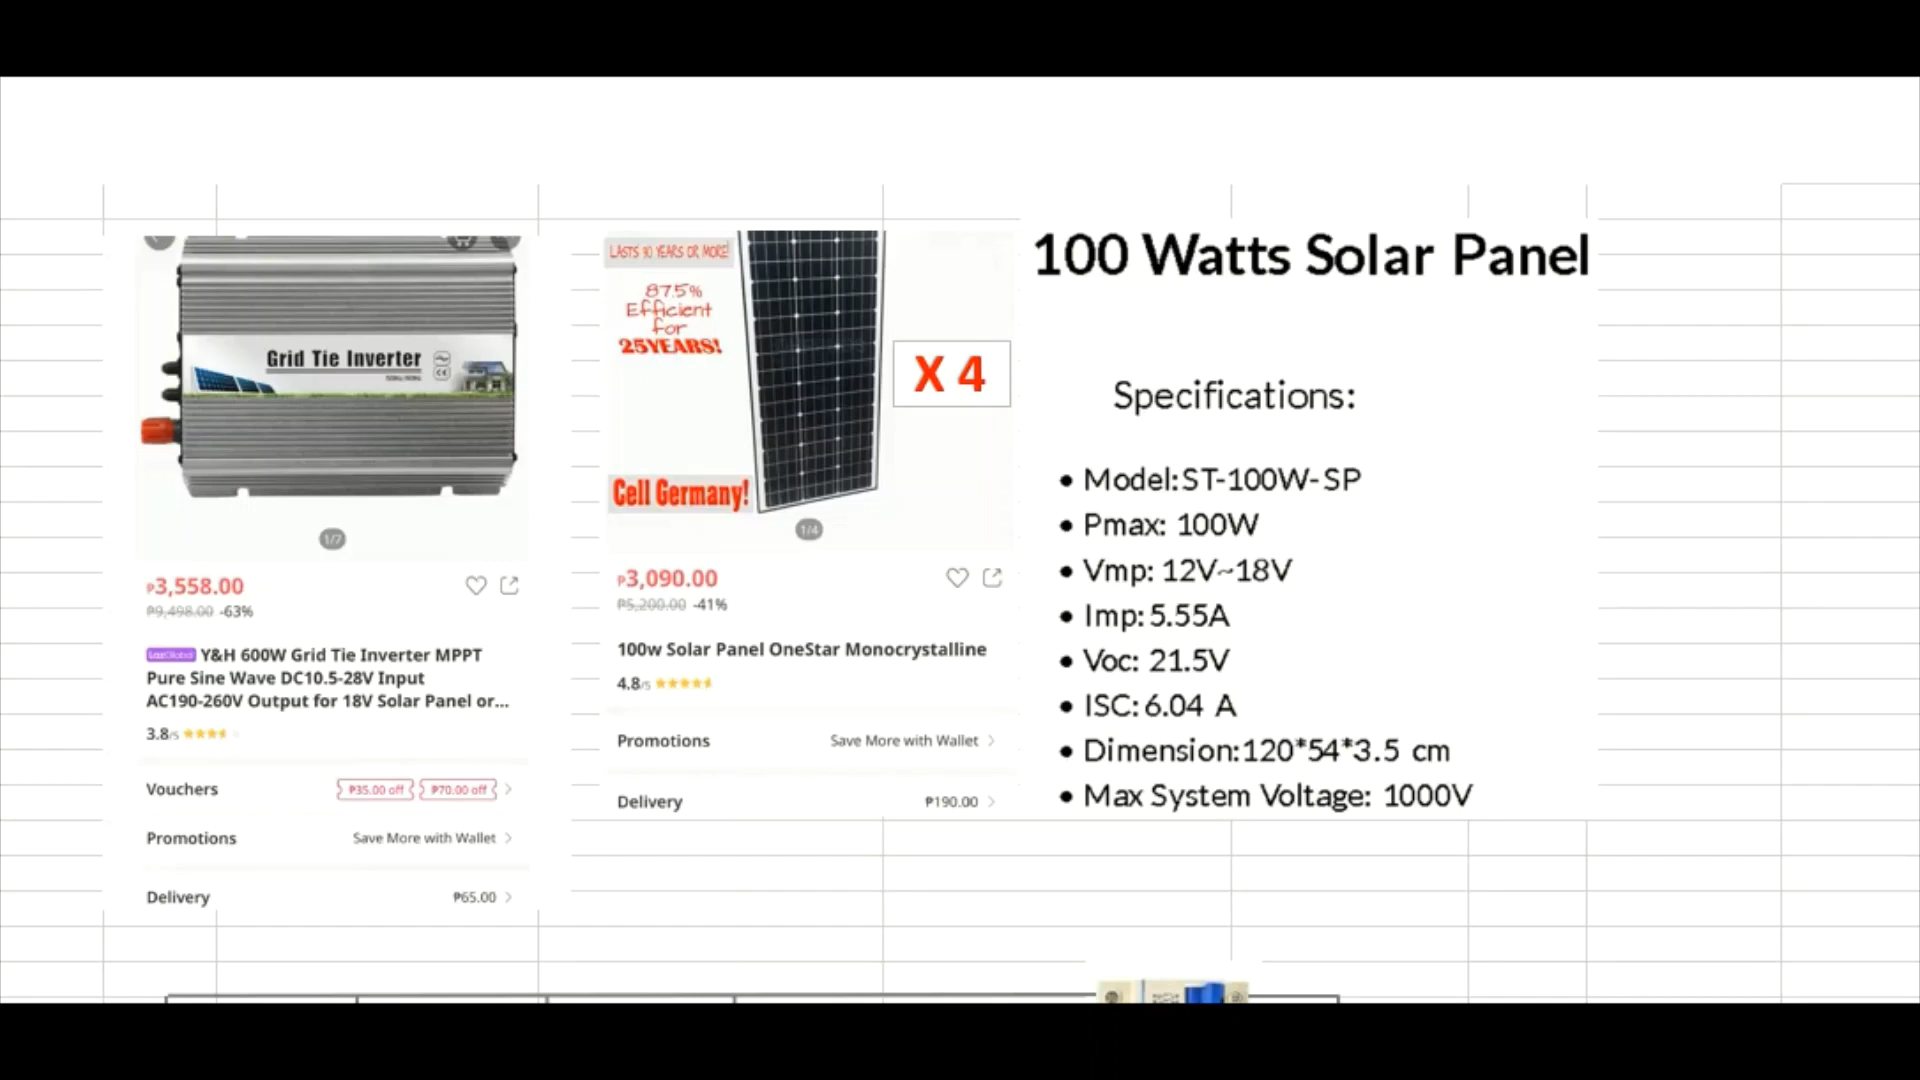 Grid Tie Inverter
1/7
₱3,558.00
₱9,498.00 -63%
LazGlobal Y&H 600W Grid Tie Inverter MPPT
Pure Sine Wave DC10.5-28V Input
AC190-260V Output for 18V Solar Panel or...
3.8/5
Vouchers ₱35.00 off ₱70.00 off
Promotions Save More with Wallet
Delivery ₱65.00
87.5%
Efficient
for
25YEARS!
X 4
Cell Germany!
1/4
₱3,090.00
₱5,200.00 -41%
100w Solar Panel OneStar Monocrystalline
4.8/5
Promotions Save More with Wallet
Delivery ₱190.00
100 Watts Solar Panel
Specifications:
• Model:ST-100W-SP
• Pmax: 100W
• Vmp: 12V~18V
• Imp: 5.55A
• Voc: 21.5V
• ISC: 6.04 A
• Dimension:120*54*3.5 cm
• Max System Voltage: 1000V